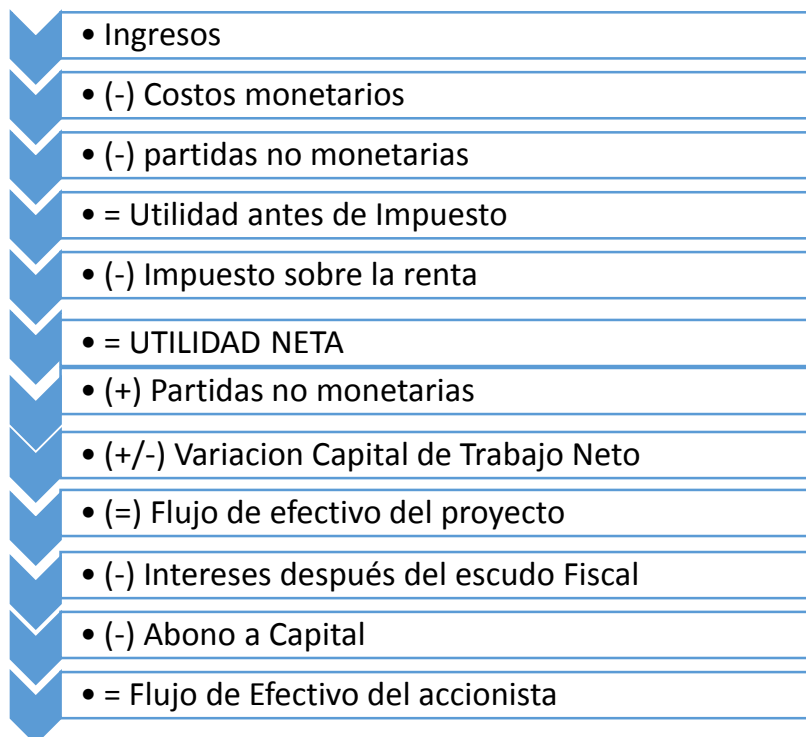 • Ingresos
• (-) Costos monetarios
• (-) partidas no monetarias
• = Utilidad antes de Impuesto
• (-) Impuesto sobre la renta
• = UTILIDAD NETA
• (+) Partidas no monetarias
• (+/-) Variacion Capital de Trabajo Neto
• (=) Flujo de efectivo del proyecto
• (-) Intereses después del escudo Fiscal
• (-) Abono a Capital
• = Flujo de Efectivo del accionista